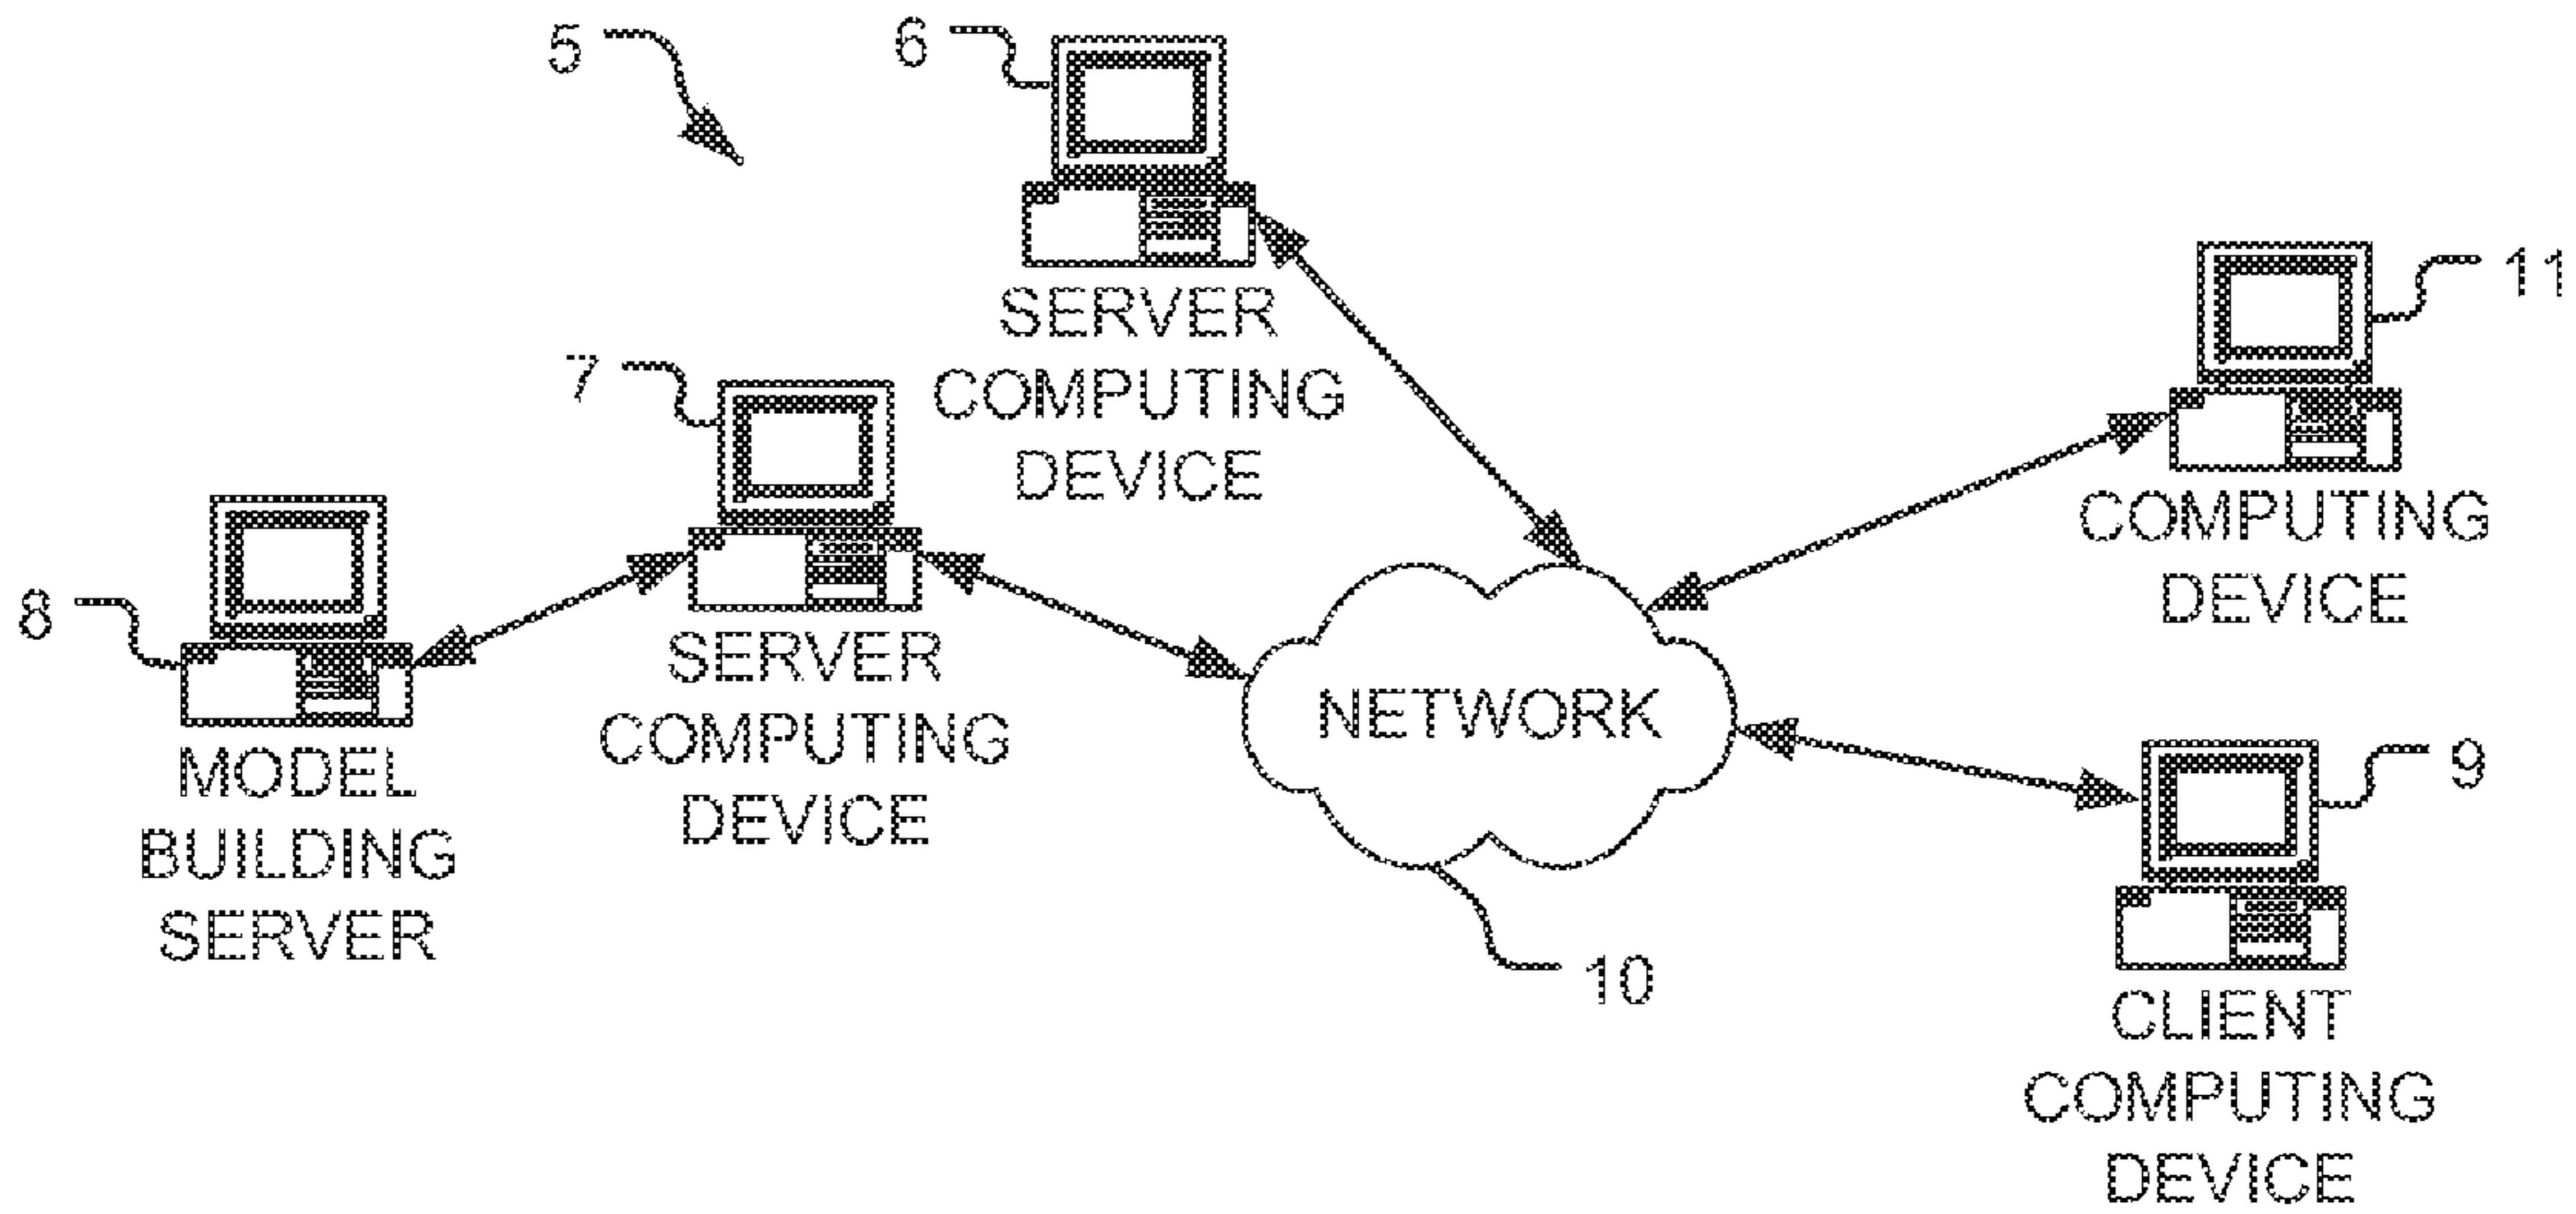 5
6
SERVER
COMPUTING
DEVICE
11
COMPUTING
DEVICE
7
SERVER
COMPUTING
DEVICE
8
MODEL
BUILDING
SERVER
NETWORK
10
9
CLIENT
COMPUTING
DEVICE